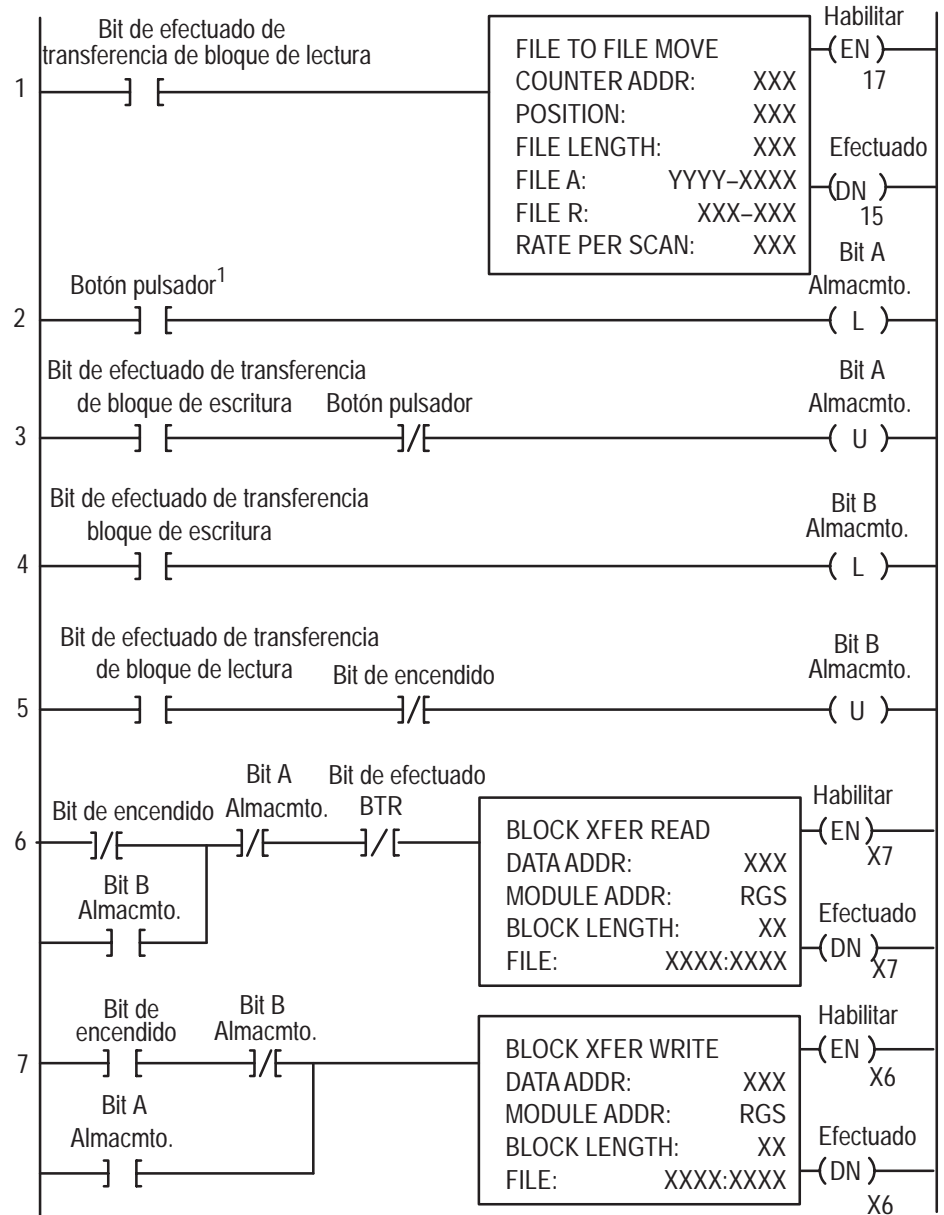 Bit de efectuado de
transferencia de bloque de lectura
1
FILE TO FILE MOVE
COUNTER ADDR: XXX
POSITION: XXX
FILE LENGTH: XXX
FILE A: YYYY–XXXX
FILE R: XXX–XXX
RATE PER SCAN: XXX
Habilitar
EN
17
Efectuado
DN
15
Botón pulsador1
2
Bit A
Almacmto.
L
Bit de efectuado de transferencia
de bloque de escritura
Botón pulsador
3
Bit A
Almacmto.
U
Bit de efectuado de transferencia
bloque de escritura
4
Bit B
Almacmto.
L
Bit de efectuado de transferencia
de bloque de lectura
Bit de encendido
5
Bit B
Almacmto.
U
Bit de encendido
Bit A
Almacmto.
Bit de efectuado
BTR
6
Bit B
Almacmto.
BLOCK XFER READ
DATA ADDR: XXX
MODULE ADDR: RGS
BLOCK LENGTH: XX
FILE: XXXX:XXXX
Habilitar
EN
X7
Efectuado
DN
X7
Bit de
encendido
Bit B
Almacmto.
7
Bit A
Almacmto.
BLOCK XFER WRITE
DATA ADDR: XXX
MODULE ADDR: RGS
BLOCK LENGTH: XX
FILE: XXXX:XXXX
Habilitar
EN
X6
Efectuado
DN
X6